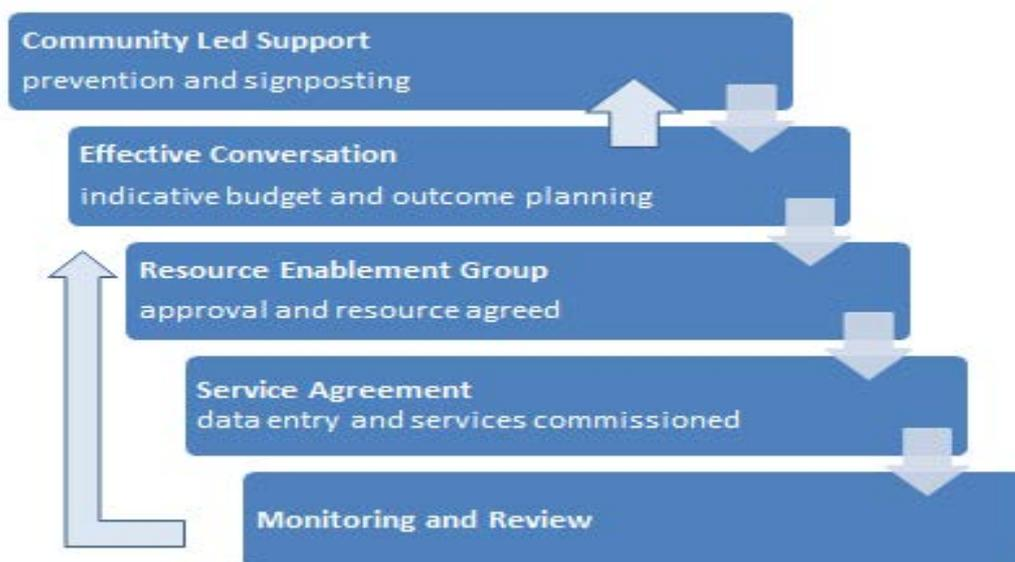 Community Led Support
prevention and signposting
Effective Conversation
indicative budget and outcome planning
Resource Enablement Group
approval and resource agreed
Service Agreement
data entry and services commissioned
Monitoring and Review